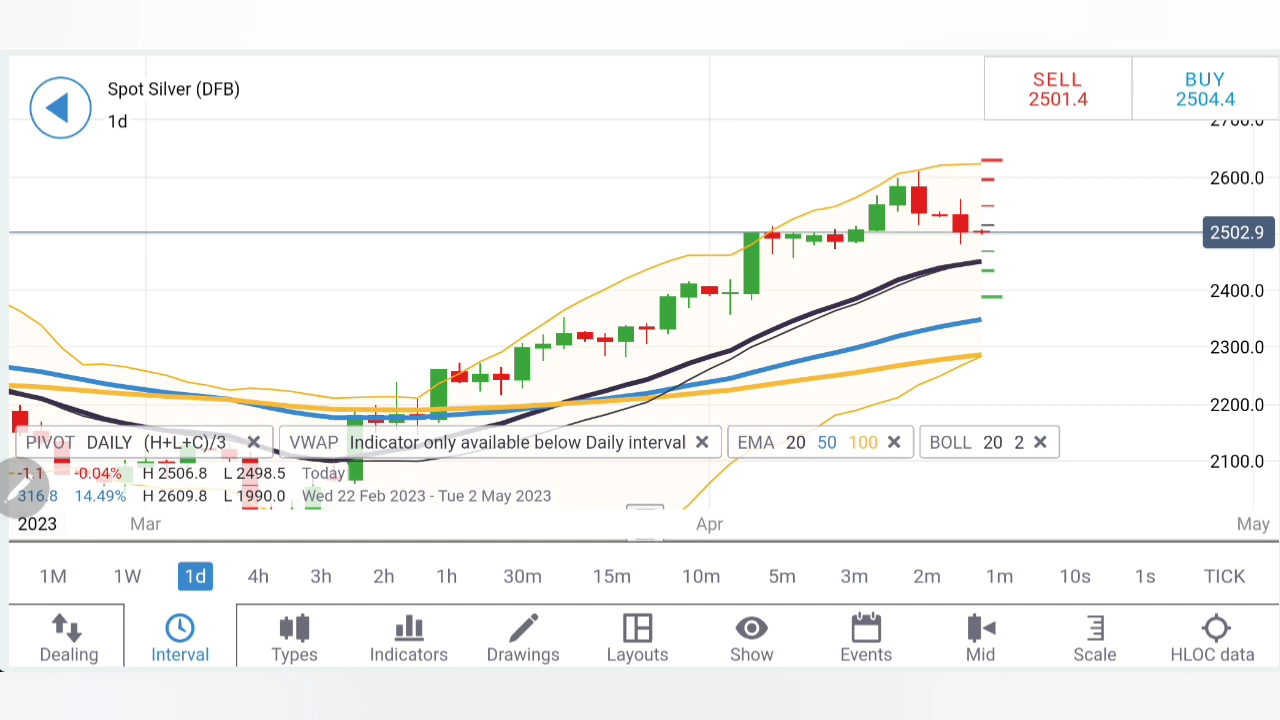 Spot Silver (DFB)
1d
SELL
2501.4
BUY
2504.4
2700.0
2600.0
2502.9
2400.0
2300.0
2200.0
2100.0
PIVOT DAILY (H+L+C)/3 ✕ VWAP Indicator only available below Daily interval ✕ EMA 20 50 100 ✕ BOLL 20 2 ✕
-1.1 -0.04% H 2506.8 L 2498.5 Today
316.8 14.49% H 2609.8 L 1990.0 Wed 22 Feb 2023 - Tue 2 May 2023
2023 Mar Apr May
1M 1W 1d 4h 3h 2h 1h 30m 15m 10m 5m 3m 2m 1m 10s 1s TICK
Dealing Interval Types Indicators Drawings Layouts Show Events Mid Scale HLOC data